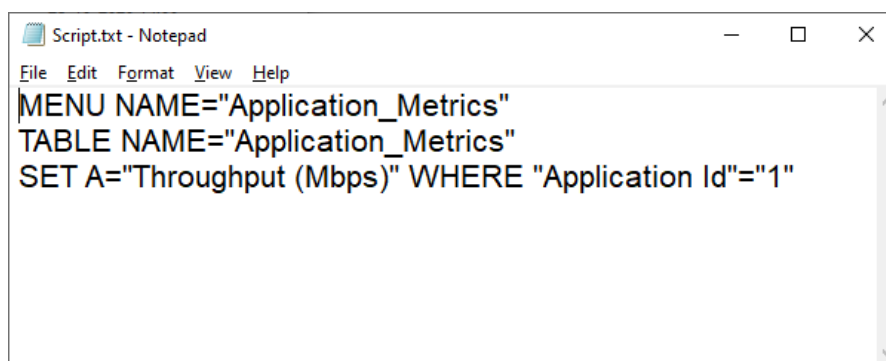 Script.txt - Notepad
File Edit Format View Help
MENU NAME="Application_Metrics"
TABLE NAME="Application_Metrics"
SET A="Throughput (Mbps)" WHERE "Application Id"="1"